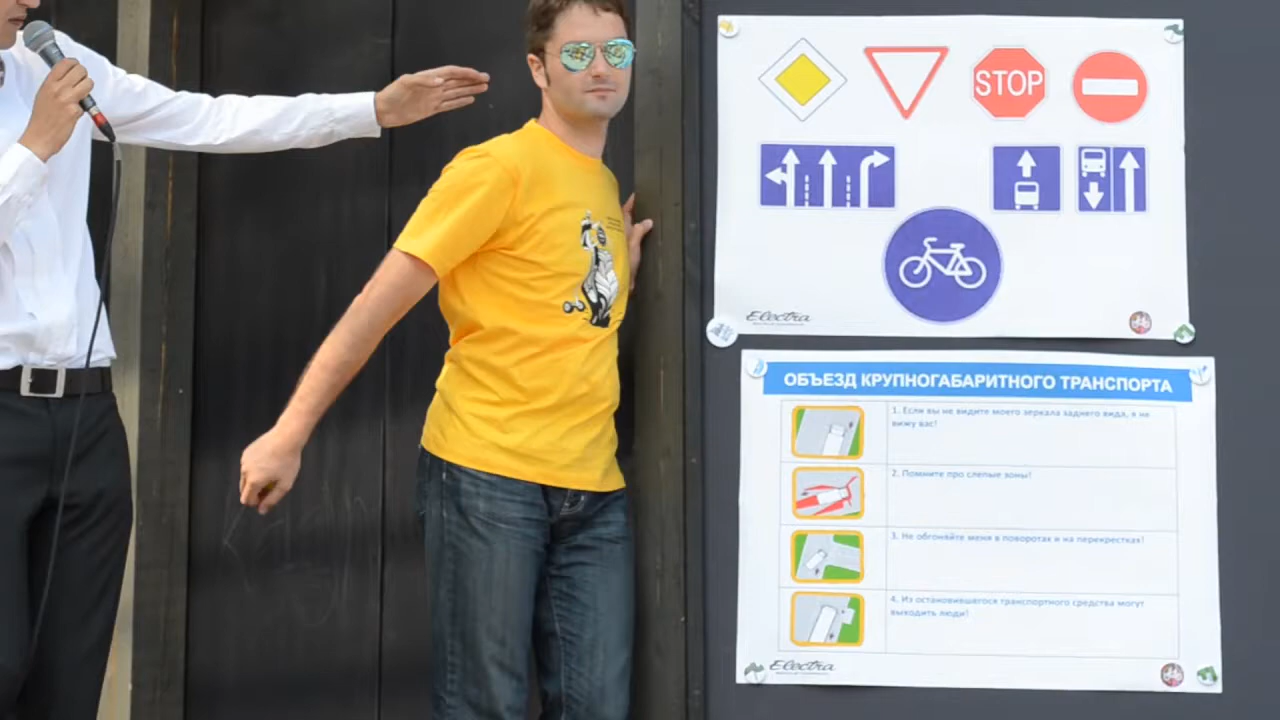 STOP
Electra
ОБЪЕЗД КРУПНОГАБАРИТНОГО ТРАНСПОРТА
1. Если вы не видите моего зеркала заднего вида, я не
вижу вас!
2. Помните про слепые зоны!
3. Не обгоняйте меня в поворотах и на перекрестках!
4. Из остановившегося транспортного средства могут
выходить люди!
Electra